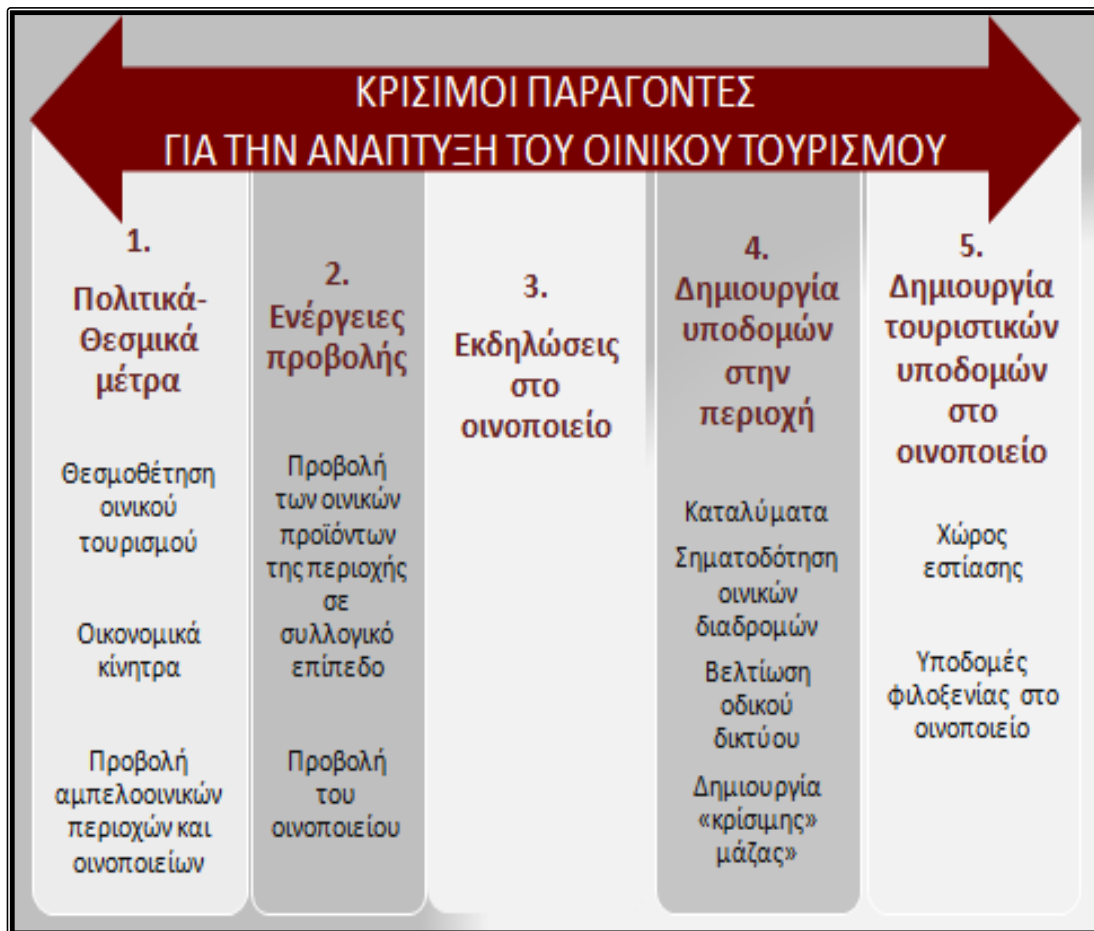 ΚΡΙΣΙΜΟΙ ΠΑΡΑΓΟΝΤΕΣ
ΓΙΑ ΤΗΝ ΑΝΑΠΤΥΞΗ ΤΟΥ ΟΙΝΙΚΟΥ ΤΟΥΡΙΣΜΟΥ
1.
Πολιτικά-
Θεσμικά
μέτρα
Θεσμοθέτηση
οινικού
τουρισμού
Οικονομικά
κίνητρα
Προβολή
αμπελοοινικών
περιοχών και
οινοποιείων
2.
Ενέργειες
προβολής
Προβολή
των οινικών
προϊόντων
της περιοχής
σε
συλλογικό
επίπεδο
Προβολή
του
οινοποιείου
3.
Εκδηλώσεις
στο
οινοποιείο
4.
Δημιουργία
υποδομών
στην
περιοχή
Καταλύματα
Σηματοδότηση
οινικών
διαδρομών
Βελτίωση
οδικού
δικτύου
Δημιουργία
«κρίσιμης»
μάζας»
5.
Δημιουργία
τουριστικών
υποδομών
στο
οινοποιείο
Χώρος
εστίασης
Υποδομές
φιλοξενίας στο
οινοποιείο